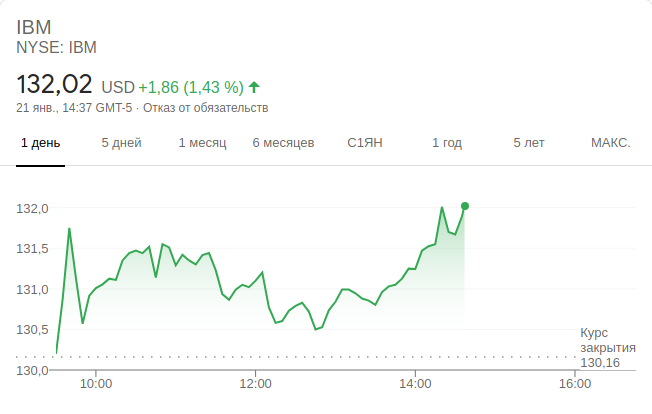 IBM
NYSE: IBM
132,02 USD +1,86 (1,43 %)
21 янв., 14:37 GMT-5 · Отказ от обязательств
1 день 5 дней 1 месяц 6 месяцев С1ЯН 1 год 5 лет МАКС.
132,0
131,5
131,0
130,5
Курс
закрытия
130,16
130,0
10:00 12:00 14:00 16:00